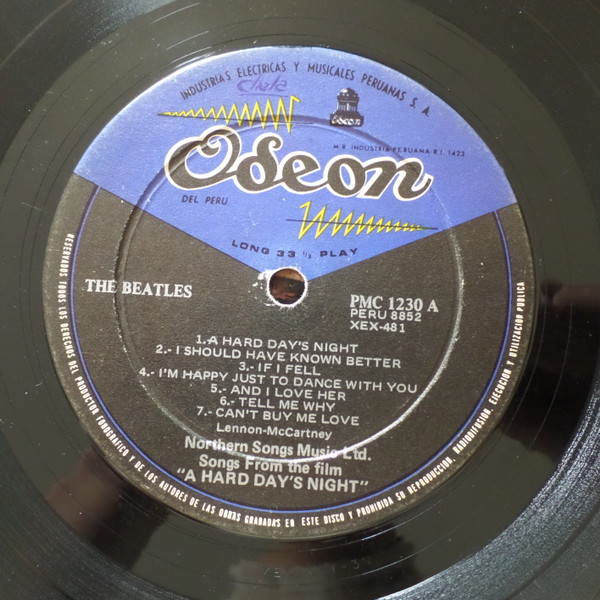 INDUSTRIAS ELECTRICAS Y MUSICALES PERUANAS S. A.
Odeon
M.R. INDUSTRIA PERUANA R.I. 1422
Odeon
DEL PERU
LONG 33 ⅓ PLAY
THE BEATLES
PMC 1230 A
PERU 8852
XEX-481
1.A HARD DAY'S NIGHT
2.- I SHOULD HAVE KNOWN BETTER
3.- IF I FELL
4.- I'M HAPPY JUST TO DANCE WITH YOU
5.- AND I LOVE HER
6.- TELL ME WHY
7.- CAN'T BUY ME LOVE
Lennon-McCartney
Northern Songs Music Ltd.
Songs From the film
"A HARD DAY'S NIGHT"
RESERVADOS TODOS LOS DERECHOS DEL PRODUCTOR FONOGRAFICO Y DE LOS AUTORES DE LAS OBRAS GRABADAS EN ESTE DISCO Y PROHIBIDA SU REPRODUCCION, RADIODIFUSION, EJECUCION Y UTILIZACION PUBLICA